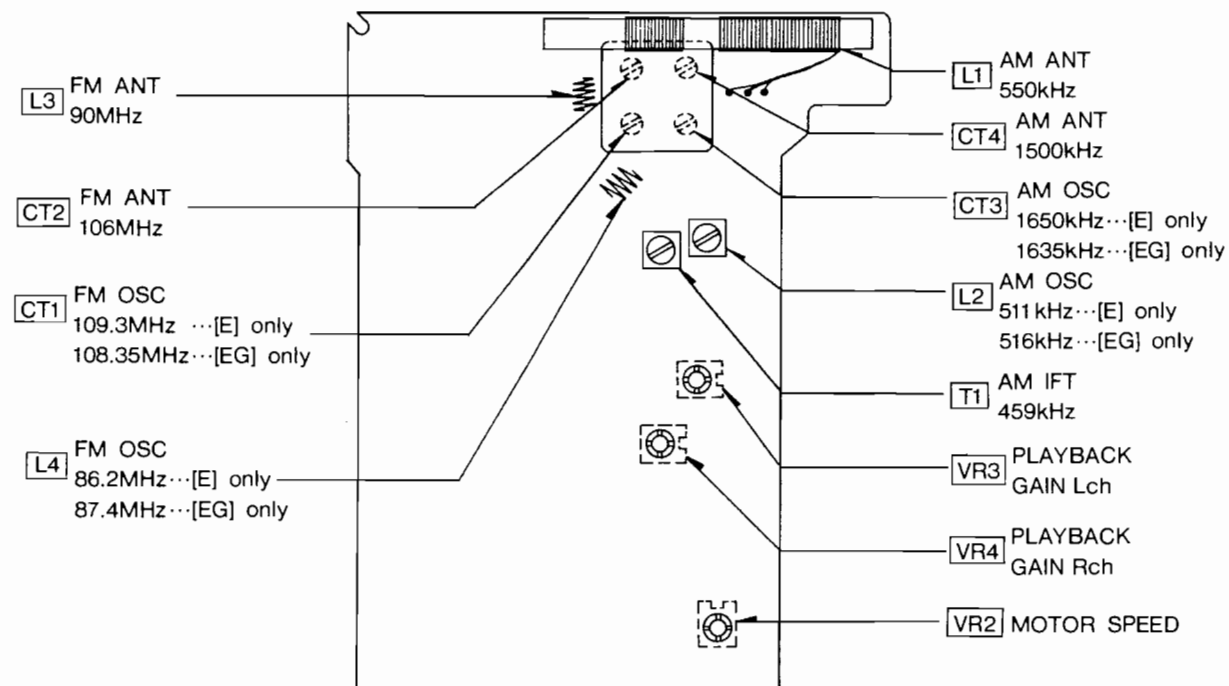 L3 FM ANT
90MHz
CT2 FM ANT
106MHz
CT1 FM OSC
109.3MHz ···[E] only
108.35MHz···[EG] only
L4 FM OSC
86.2MHz···[E] only
87.4MHz···[EG] only
L1 AM ANT
550kHz
CT4 AM ANT
1500kHz
CT3 AM OSC
1650kHz···[E] only
1635kHz···[EG] only
L2 AM OSC
511kHz···[E] only
516kHz···[EG] only
T1 AM IFT
459kHz
VR3 PLAYBACK
GAIN Lch
VR4 PLAYBACK
GAIN Rch
VR2 MOTOR SPEED